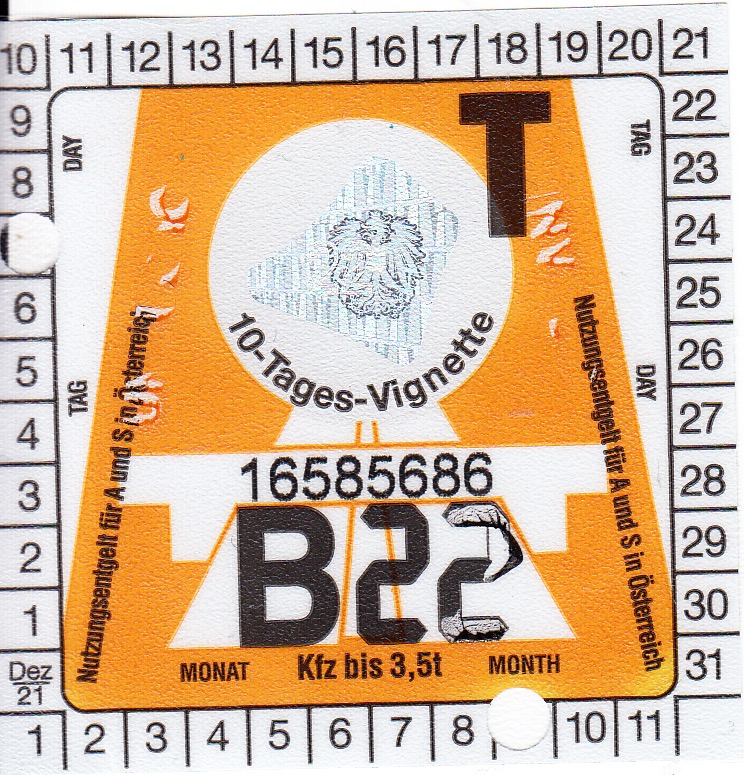 10 11 12 13 14 15 16 17 18 19 20 21
9
8
6
5
4
3
2
1
Dez
21
22
23
24
25
26
27
28
29
30
31
DAY
TAG
TAG
DAY
T
10-Tages-Vignette
Nutzungsentgelt für A und S in Österreich
Nutzungsentgelt für A und S in Österreich
16585686
B22
MONAT Kfz bis 3,5t MONTH
1 2 3 4 5 6 7 8 10 11